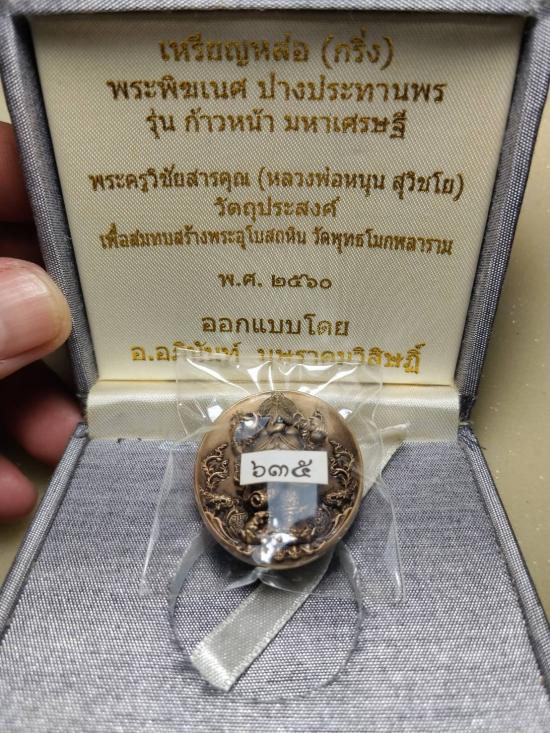 เหรียญหล่อ (กริ่ง)
พระพิฆเนศ ปางประทานพร
รุ่น ก้าวหน้า มหาเศรษฐี
พระครูวิชัยสารคุณ (หลวงพ่อหนุน สุวิชโย)
วัตถุประสงค์
เพื่อสมทบสร้างพระอุโบสถหิน วัดพุทธโมกพลาราม
พ.ศ. ๒๕๖๐
ออกแบบโดย
อ.
๖๓๕